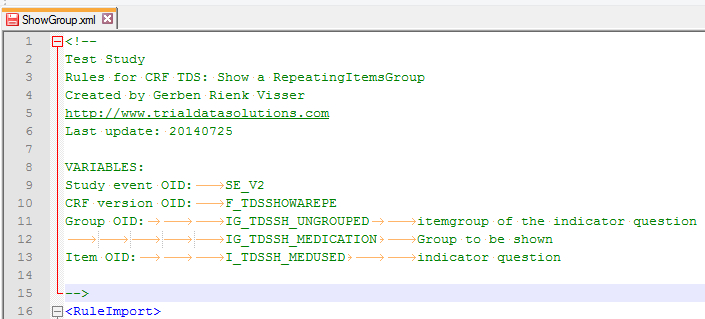 ShowGroup.xml
1 <!--
2 Test Study
3 Rules for CRF TDS: Show a RepeatingItemsGroup
4 Created by Gerben Rienk Visser
5 http://www.trialdatasolutions.com
6 Last update: 20140725
7
8 VARIABLES:
9 Study event OID: SE_V2
10 CRF version OID: F_TDSSHOWAREPE
11 Group OID: IG_TDSSH_UNGROUPED itemgroup of the indicator question
12 IG_TDSSH_MEDICATION Group to be shown
13 Item OID: I_TDSSH_MEDUSED indicator question
14
15 -->
16 <RuleImport>